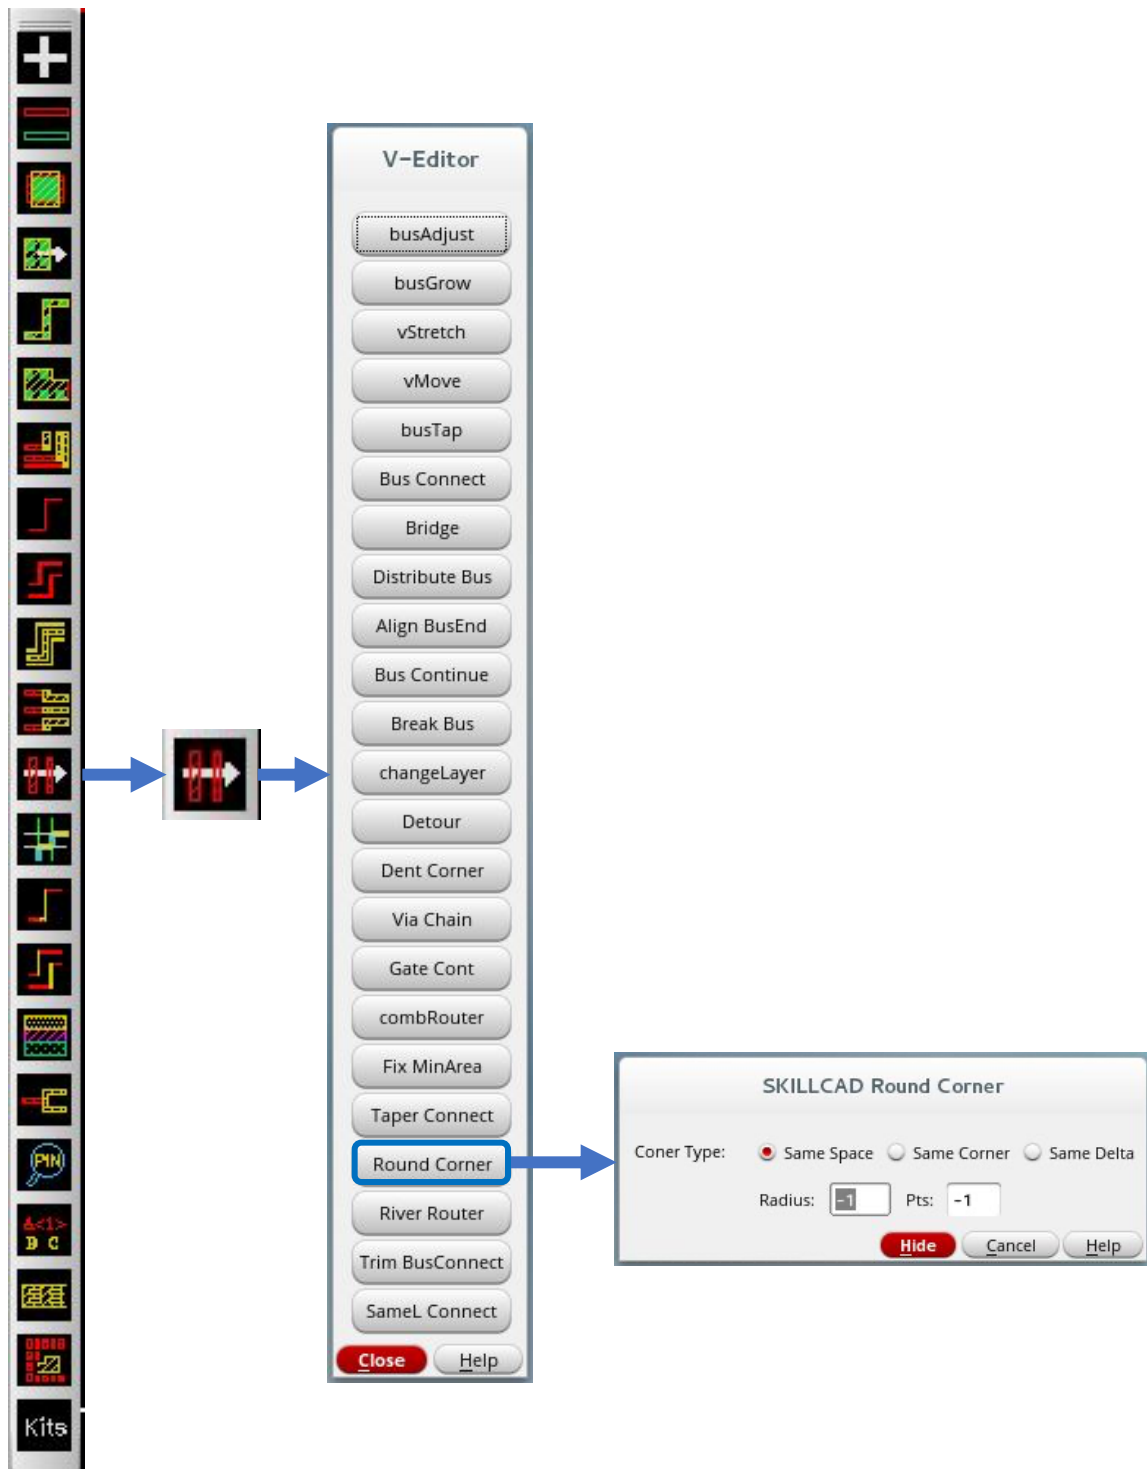 PIN
A<1>
B C
Kits
V-Editor
busAdjust
busGrow
vStretch
vMove
busTap
Bus Connect
Bridge
Distribute Bus
Align BusEnd
Bus Continue
Break Bus
changeLayer
Detour
Dent Corner
Via Chain
Gate Cont
combRouter
Fix MinArea
Taper Connect
Round Corner
River Router
Trim BusConnect
SameL Connect
Close Help
SKILLCAD Round Corner
Coner Type: Same Space Same Corner Same Delta
Radius: -1 Pts: -1
Hide Cancel Help